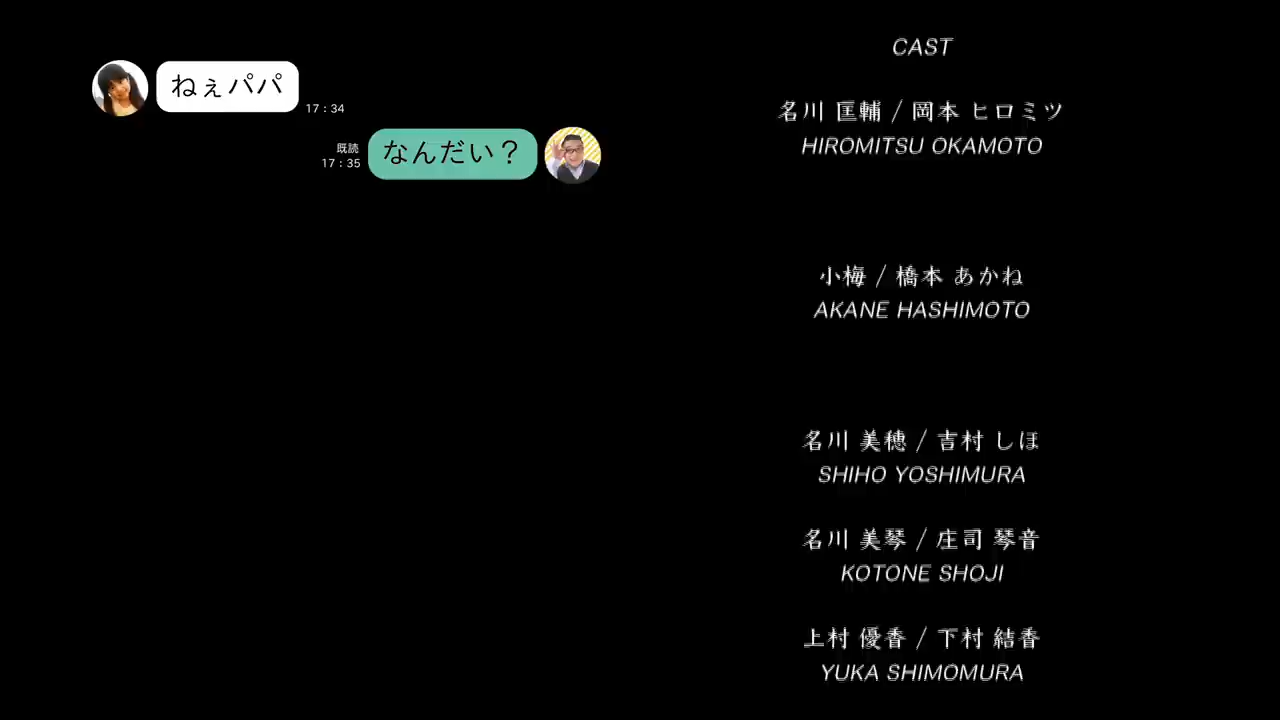 ねぇパパ
17：34
なんだい？
既読
17：35
CAST
名川 匡輔 / 岡本 ヒロミツ
HIROMITSU OKAMOTO
小梅 / 橋本 あかね
AKANE HASHIMOTO
名川 美穂 / 吉村 しほ
SHIHO YOSHIMURA
名川 美琴 / 庄司 琴音
KOTONE SHOJI
上村 優香 / 下村 結香
YUKA SHIMOMURA